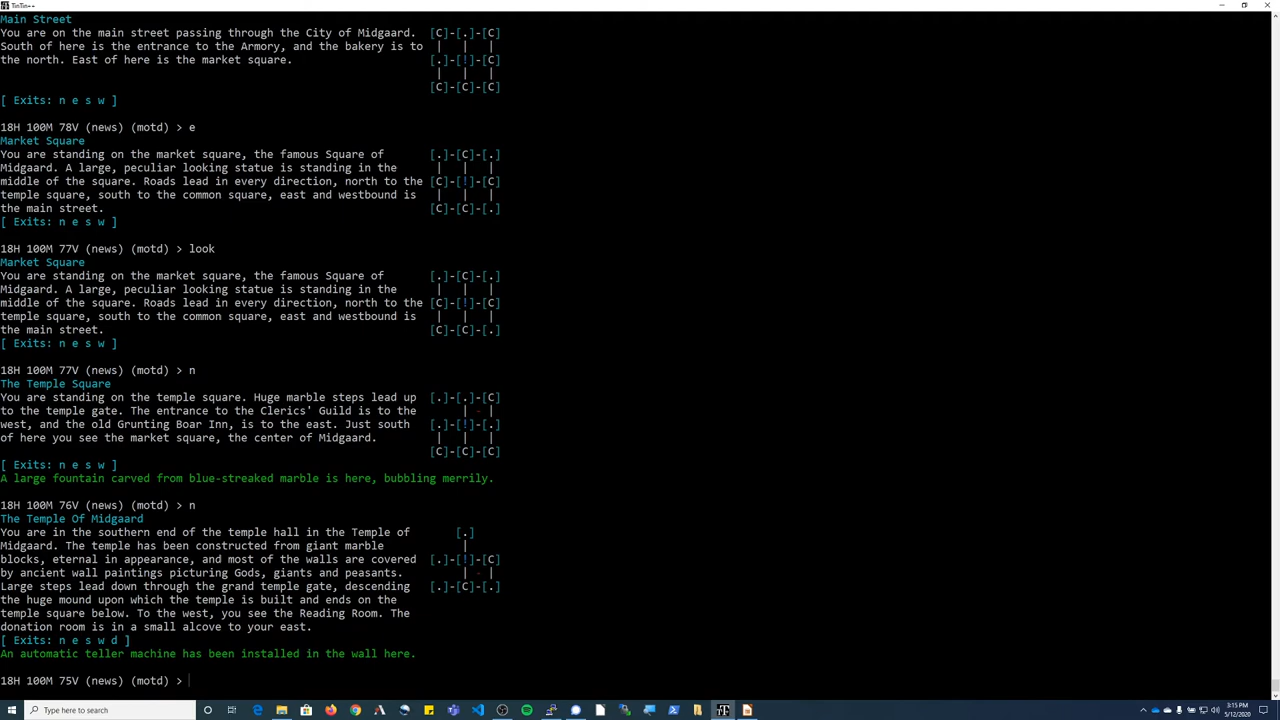 TinTin++
Main Street
You are on the main street passing through the City of Midgaard. [C]-[.]-[C]
South of here is the entrance to the Armory, and the bakery is to | | |
the north. East of here is the market square. [.]-[!]-[C]
| | |
[C]-[C]-[C]
[ Exits: n e s w ]
18H 100M 78V (news) (motd) > e
Market Square
You are standing on the market square, the famous Square of [.]-[C]-[.]
Midgaard. A large, peculiar looking statue is standing in the | | |
middle of the square. Roads lead in every direction, north to the [C]-[!]-[C]
temple square, south to the common square, east and westbound is | | |
the main street. [C]-[C]-[.]
[ Exits: n e s w ]
18H 100M 77V (news) (motd) > look
Market Square
You are standing on the market square, the famous Square of [.]-[C]-[.]
Midgaard. A large, peculiar looking statue is standing in the | | |
middle of the square. Roads lead in every direction, north to the [C]-[!]-[C]
temple square, south to the common square, east and westbound is | | |
the main street. [C]-[C]-[.]
[ Exits: n e s w ]
18H 100M 77V (news) (motd) > n
The Temple Square
You are standing on the temple square. Huge marble steps lead up [.]-[.]-[C]
to the temple gate. The entrance to the Clerics' Guild is to the | - |
west, and the old Grunting Boar Inn, is to the east. Just south [.]-[!]-[.]
of here you see the market square, the center of Midgaard. | | |
[C]-[C]-[C]
[ Exits: n e s w ]
A large fountain carved from blue-streaked marble is here, bubbling merrily.
18H 100M 76V (news) (motd) > n
The Temple Of Midgaard
You are in the southern end of the temple hall in the Temple of [.]
Midgaard. The temple has been constructed from giant marble |
blocks, eternal in appearance, and most of the walls are covered [.]-[!]-[C]
by ancient wall paintings picturing Gods, giants and peasants. | |
Large steps lead down through the grand temple gate, descending [.]-[C]-[.]
the huge mound upon which the temple is built and ends on the
temple square below. To the west, you see the Reading Room. The
donation room is in a small alcove to your east.
[ Exits: n e s w d ]
An automatic teller machine has been installed in the wall here.
18H 100M 75V (news) (motd) >
Type here to search
3:15 PM
5/12/2020